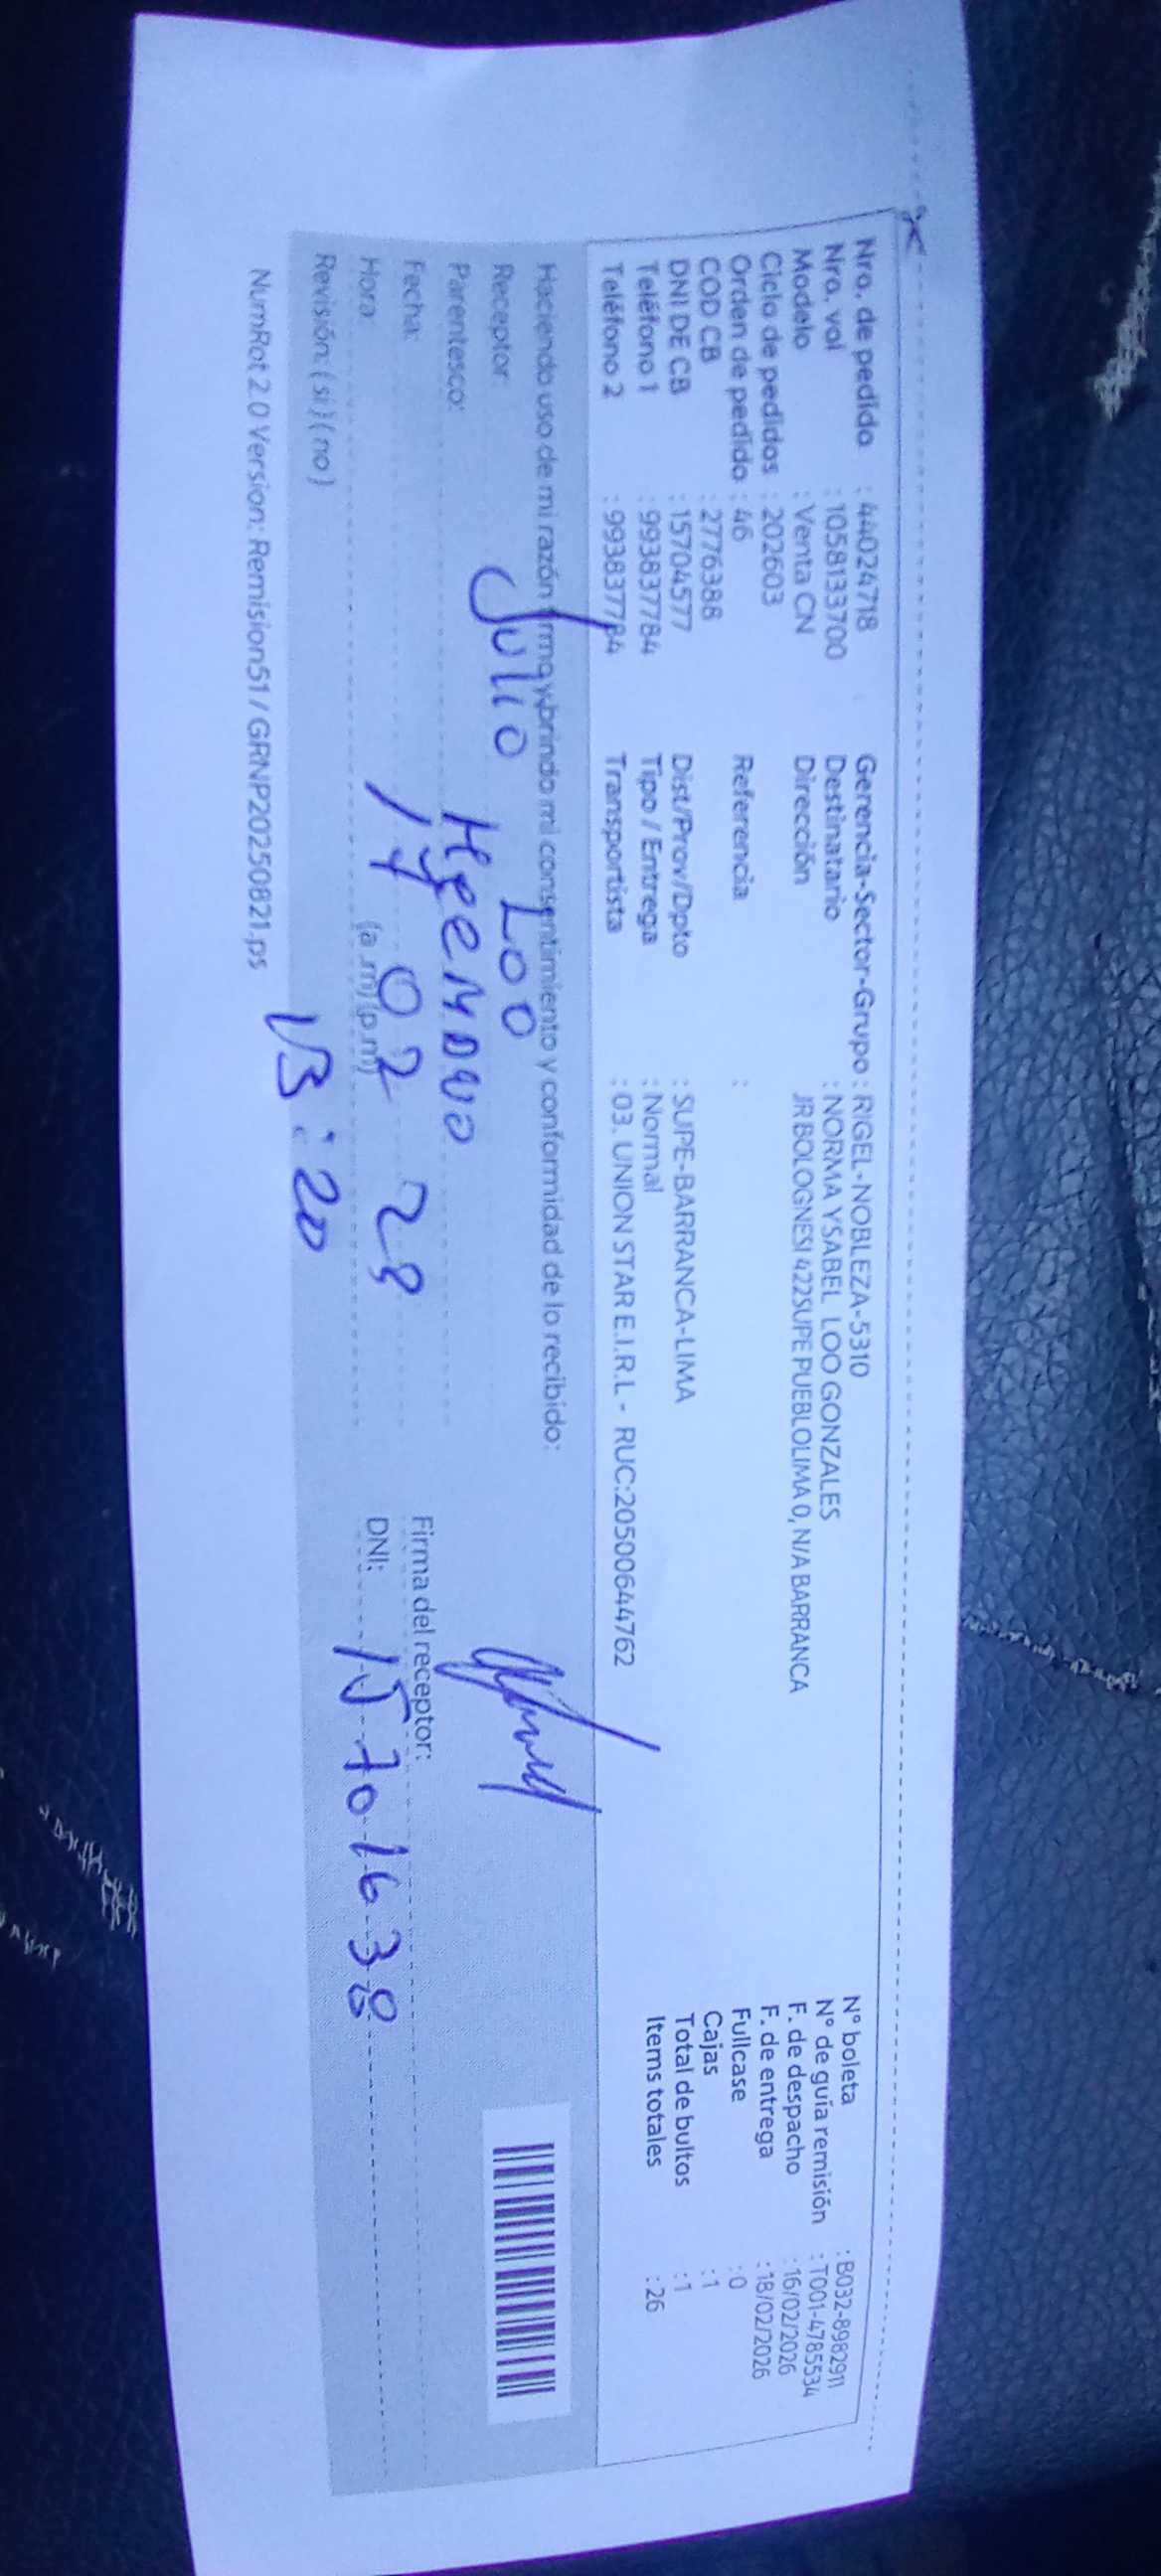 Nro. de pedido : 44024718 Gerencia-Sector-Grupo : RIGEL-NOBLEZA-5310 N° boleta : B032-8982911
Nro. vol : 1058133700 Destinatario : NORMA YSABEL LOO GONZALES N° de guía remisión : T001-4785534
Modelo : Venta CN Dirección JR BOLOGNESI 422SUPE PUEBLOLIMA 0, N/A BARRANCA F. de despacho : 16/02/2026
Ciclo de pedidos : 202603 F. de entrega : 18/02/2026
Orden de pedido : 46 Referencia : Fullcase : 0
COD CB : 2776386 Cajas : 1
DNI DE CB : 15704577 Dist/Prov/Dpto : SUPE-BARRANCA-LIMA Total de bultos : 1
Teléfono 1 : 993837784 Tipo / Entrega : Normal Items totales : 26
Teléfono 2 : 993837784 Transportista : 03. UNION STAR E.I.R.L - RUC:20500644762
Haciendo uso de mi razón firma y brindo mi consentimiento y conformidad de lo recibido:
Receptor: Julio Loo
Parentesco: Firma del receptor:
Fecha: 17 02
Hora: (a.m) (p.m) DNI: 15701638
Revisión: ( si ) ( no ) 13:20
NumRot 2.0 Version: Remision51 / GRNP20250821.ps